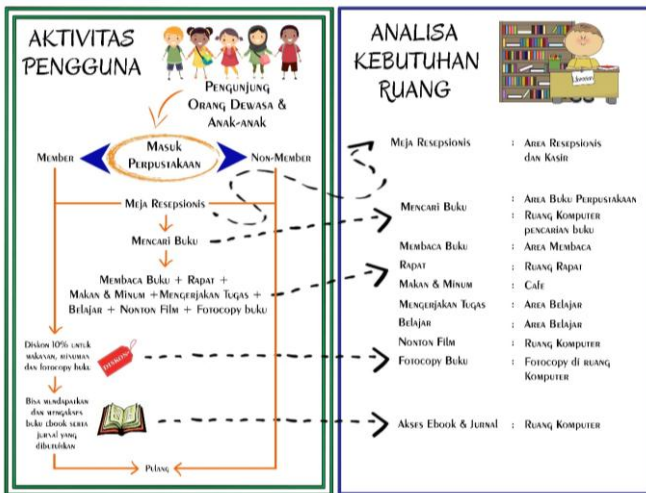 AKTIVITAS
PENGGUNA
PENGUNJUNG
ORANG DEWASA &
ANAK-ANAK
MASUK
PERPUSTAKAAN
MEMBER
NON-MEMBER
MEJA RESEPSIONIS
MENCARI BUKU
MEMBACA BUKU + RAPAT +
MAKAN & MINUM + MENGERJAKAN TUGAS +
BELAJAR + NONTON FILM + FOTOCOPY BUKU
DISKON 10% UNTUK
MAKANAN, MINUMAN
DAN FOTOCOPY BUKU
DISKON
BISA MENDAPATKAN
DAN MENGAKSES
BUKU EBOOK SERTA
JURNAL YANG
DIBUTUHKAN
PULANG
ANALISA
KEBUTUHAN
RUANG
Librarian
MEJA RESEPSIONIS : AREA RESEPSIONIS
DAN KASIR
MENCARI BUKU : AREA BUKU PERPUSTAKAAN
: RUANG KOMPUTER
PENCARIAN BUKU
MEMBACA BUKU : AREA MEMBACA
RAPAT : RUANG RAPAT
MAKAN & MINUM : CAFE
MENGERJAKAN TUGAS : AREA BELAJAR
BELAJAR : AREA BELAJAR
NONTON FILM : RUANG KOMPUTER
FOTOCOPY BUKU : FOTOCOPY DI RUANG
KOMPUTER
AKSES EBOOK & JURNAL : RUANG KOMPUTER